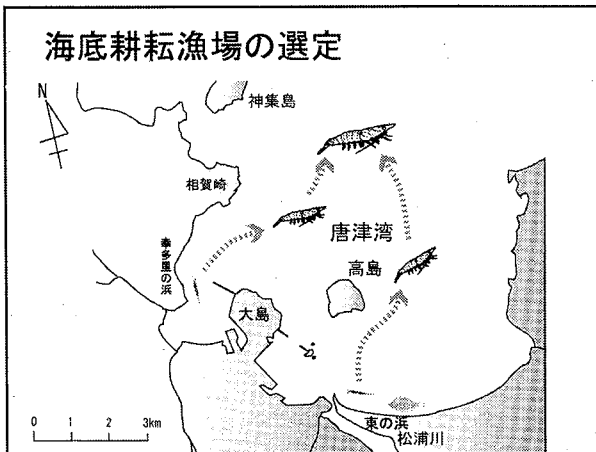 海底耕耘漁場の選定
N
神集島
相賀崎
唐津湾
幸多里の浜
高島
大島
0 1 2 3km
東の浜
松浦川